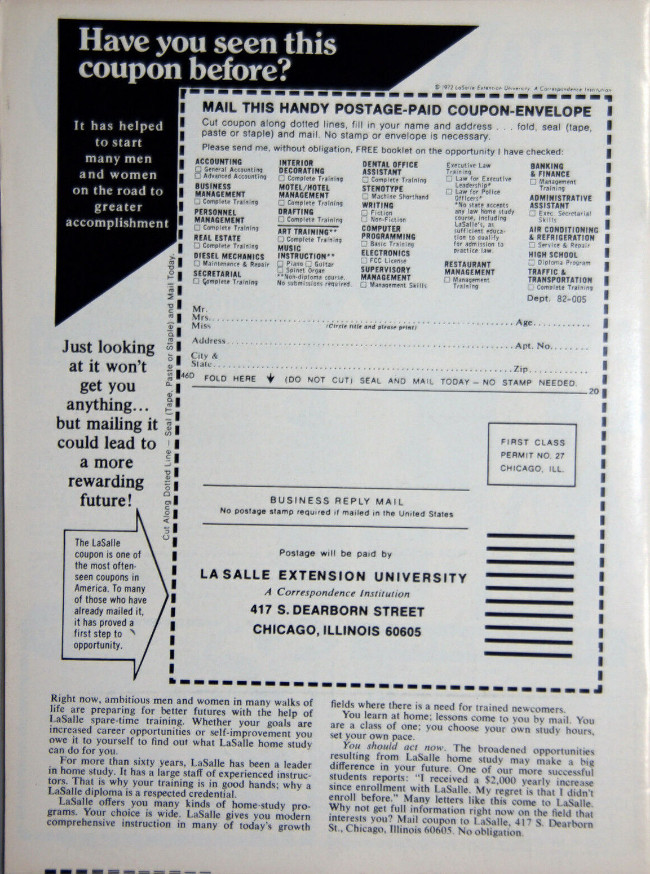 Have you seen this
coupon before?
© 1973 LaSalle Extension University A Correspondence Institution
It has helped
to start
many men
and women
on the road to
greater
accomplishment
MAIL THIS HANDY POSTAGE-PAID COUPON-ENVELOPE
Cut coupon along dotted lines, fill in your name and address . . . fold, seal (tape,
paste or staple) and mail. No stamp or envelope is necessary.
Please send me, without obligation, FREE booklet on the opportunity I have checked:
ACCOUNTING
General Accounting
Advanced Accounting
BUSINESS
MANAGEMENT
Complete Training
PERSONNEL
MANAGEMENT
Complete Training
REAL ESTATE
Complete Training
DIESEL MECHANICS
Maintenance & Repair
SECRETARIAL
Complete Training
INTERIOR
DECORATING
Complete Training
MOTEL/HOTEL
MANAGEMENT
Complete Training
DRAFTING
Complete Training
ART TRAINING**
Complete Training
MUSIC
INSTRUCTION**
Piano Guitar
Spinet Organ
**Non-diploma course.
No submissions required.
DENTAL OFFICE
ASSISTANT
Complete Training
STENOTYPE
Machine Shorthand
WRITING
Fiction
Non-Fiction
COMPUTER
PROGRAMMING
Basic Training
ELECTRONICS
FCC License
SUPERVISORY
MANAGEMENT
Management Skills
Executive Law
Training
Law for Executive
Leadership*
Law for Police
Officers*
*No state accepts
any law home study
course, including
LaSalle's, as
sufficient educa-
tion to qualify
for admission to
practice law.
RESTAURANT
MANAGEMENT
Management
Training
BANKING
& FINANCE
Management
Training
ADMINISTRATIVE
ASSISTANT
Exec. Secretarial
Skills
AIR CONDITIONING
& REFRIGERATION
Service & Repair
HIGH SCHOOL
Diploma Program
TRAFFIC &
TRANSPORTATION
Complete Training
Dept. 82-005
Mr.
Mrs.
Miss (Circle title and please print) Age
Address Apt. No.
City &
State Zip
46D FOLD HERE (DO NOT CUT) SEAL AND MAIL TODAY – NO STAMP NEEDED. 20
Cut Along Dotted Line – Seal (Tape, Paste or Staple) and Mail Today.
Just looking
at it won't
get you
anything...
but mailing it
could lead to
a more
rewarding
future!
FIRST CLASS
PERMIT NO. 27
CHICAGO, ILL.
BUSINESS REPLY MAIL
No postage stamp required if mailed in the United States
Postage will be paid by
LA SALLE EXTENSION UNIVERSITY
A Correspondence Institution
417 S. DEARBORN STREET
CHICAGO, ILLINOIS 60605
The LaSalle
coupon is one of
the most often-
seen coupons in
America. To many
of those who have
already mailed it,
it has proved a
first step to
opportunity.
Right now, ambitious men and women in many walks of
life are preparing for better futures with the help of
LaSalle spare-time training. Whether your goals are
increased career opportunities or self-improvement you
owe it to yourself to find out what LaSalle home study
can do for you.
For more than sixty years, LaSalle has been a leader
in home study. It has a large staff of experienced instruc-
tors. That is why your training is in good hands; why a
LaSalle diploma is a respected credential.
LaSalle offers you many kinds of home-study pro-
grams. Your choice is wide. LaSalle gives you modern
comprehensive instruction in many of today's growth
fields where there is a need for trained newcomers.
You learn at home; lessons come to you by mail. You
are a class of one; you choose your own study hours,
set your own pace.
You should act now. The broadened opportunities
resulting from LaSalle home study may make a big
difference in your future. One of our more successful
students reports: "I received a $2,000 yearly increase
since enrollment with LaSalle. My regret is that I didn't
enroll before." Many letters like this come to LaSalle.
Why not get full information right now on the field that
interests you? Mail coupon to LaSalle, 417 S. Dearborn
St., Chicago, Illinois 60605. No obligation.